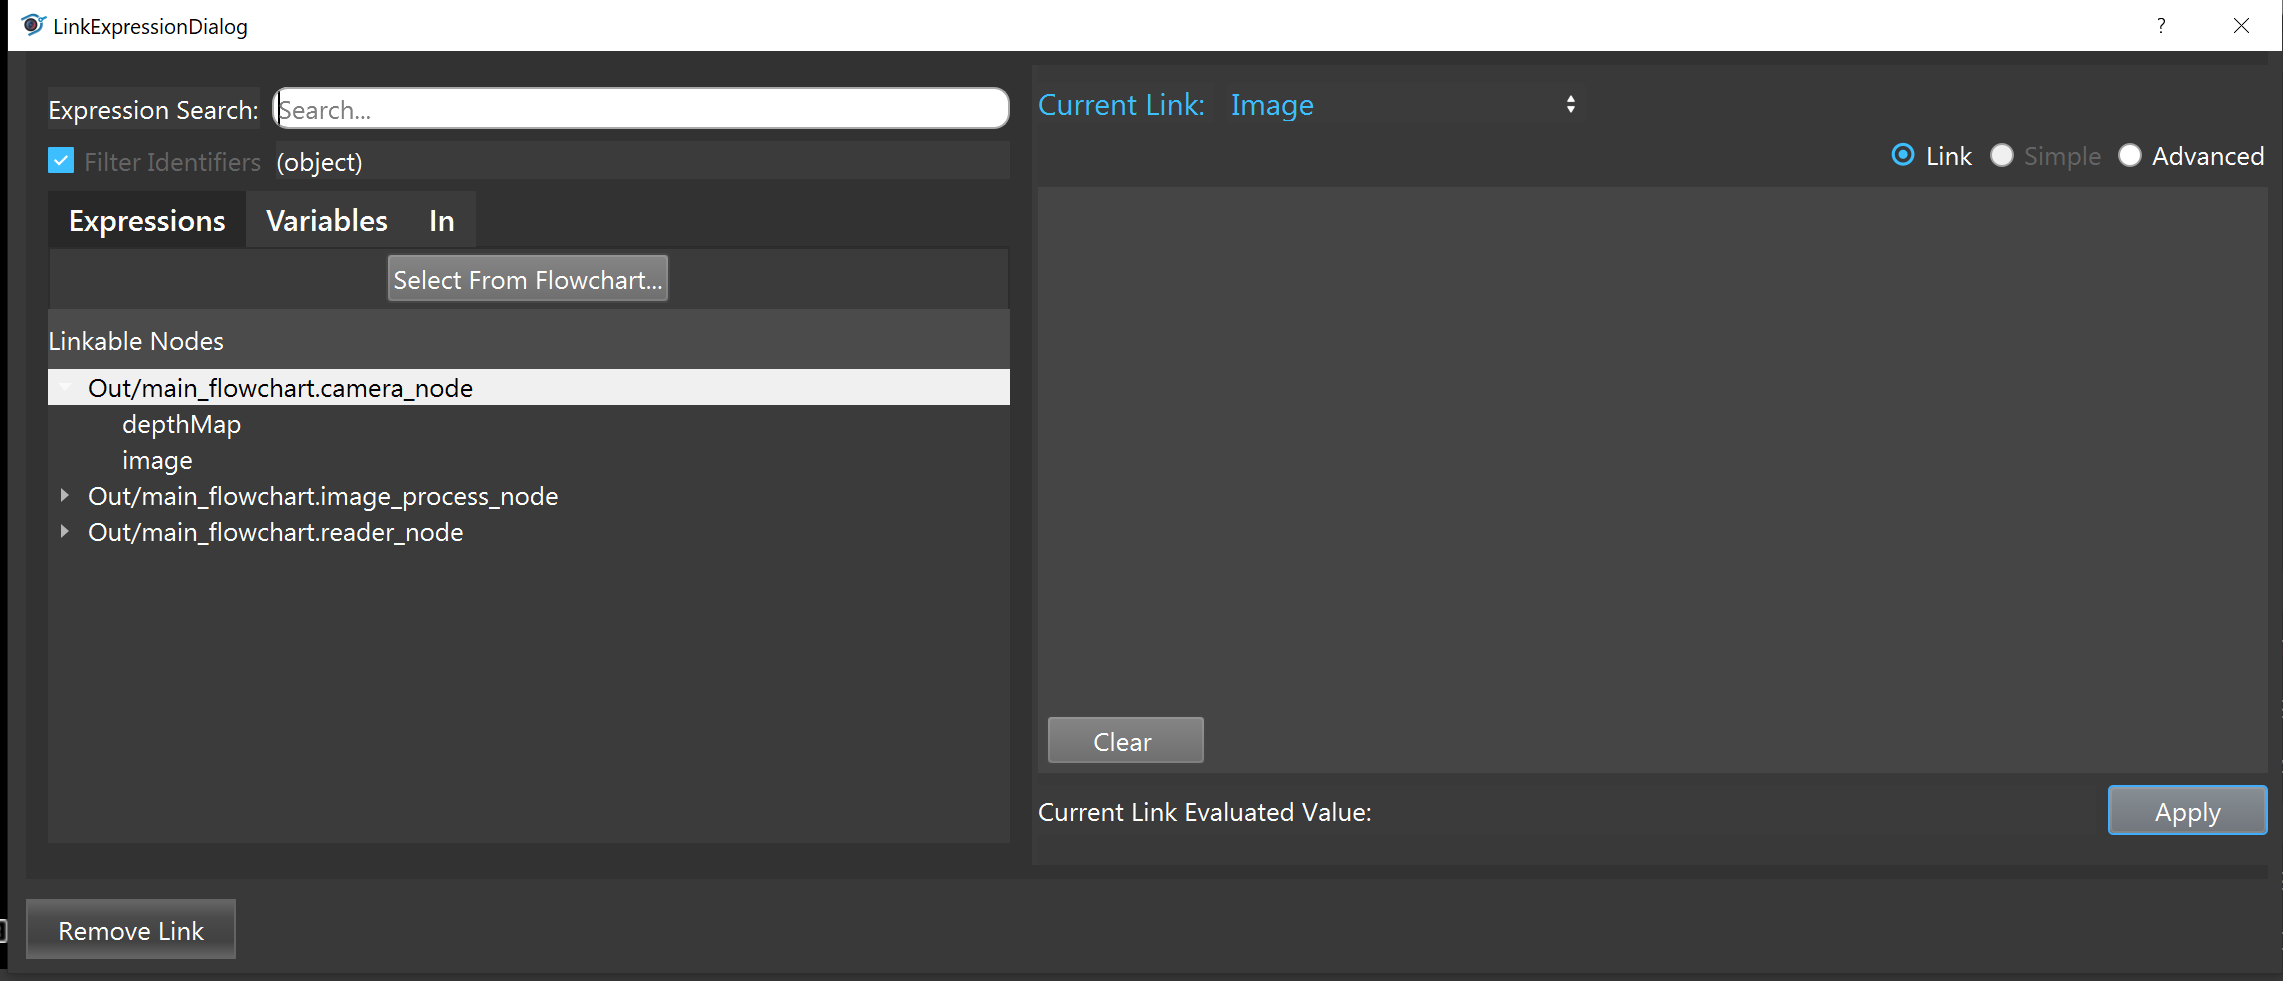 LinkExpressionDialog
?
Expression Search: Search...
Filter Identifiers (object)
Expressions Variables In
Select From Flowchart...
Linkable Nodes
Out/main_flowchart.camera_node
depthMap
image
Out/main_flowchart.image_process_node
Out/main_flowchart.reader_node
Current Link: Image
Link Simple Advanced
Clear
Current Link Evaluated Value:
Apply
Remove Link